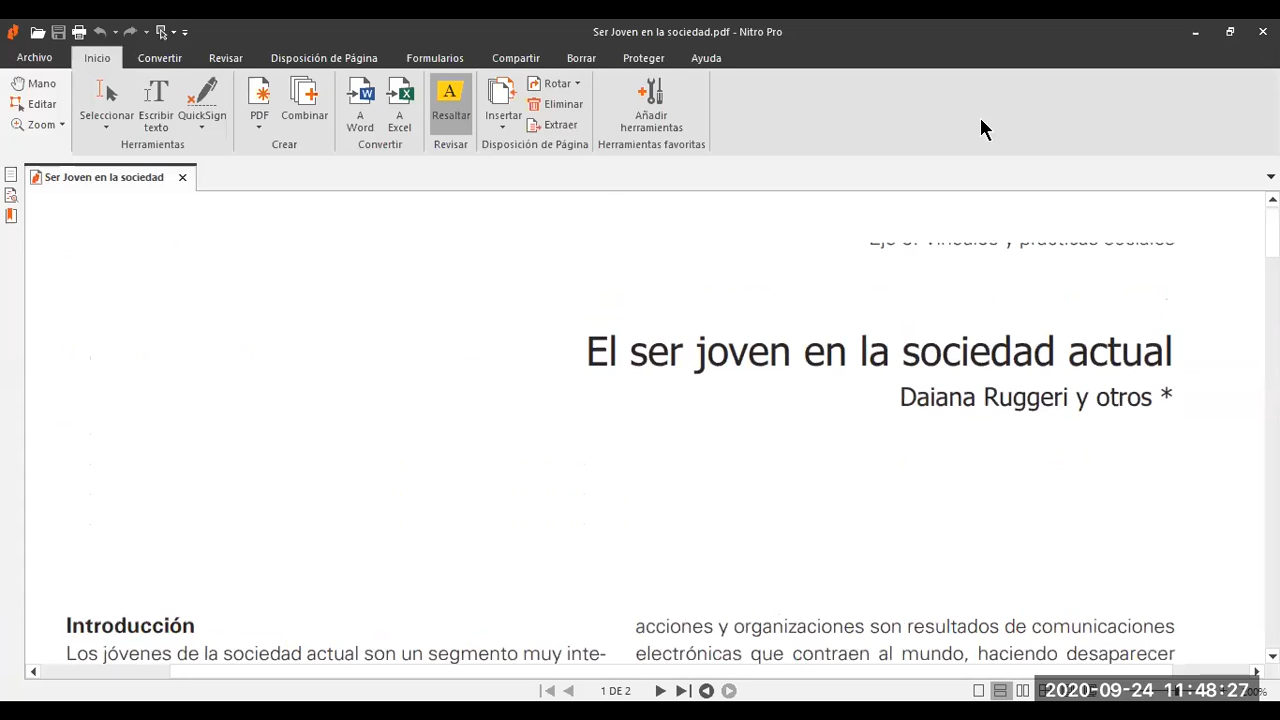 Ser Joven en la sociedad.pdf - Nitro Pro
Archivo
Inicio
Convertir
Revisar
Disposición de Página
Formularios
Compartir
Borrar
Proteger
Ayuda
Mano
Editar
Zoom
Seleccionar
Escribir texto
QuickSign
Herramientas
PDF
Combinar
Crear
A Word
A Excel
Convertir
Resaltar
Revisar
Insertar
Rotar
Eliminar
Extraer
Disposición de Página
Añadir herramientas
Herramientas favoritas
Ser Joven en la sociedad
El ser joven en la sociedad actual
Daiana Ruggeri y otros *
Introducción
Los jóvenes de la sociedad actual son un segmento muy inte-
acciones y organizaciones son resultados de comunicaciones
electrónicas que contraen al mundo, haciendo desaparecer
1 DE 2
2020-09-24 11:48:27